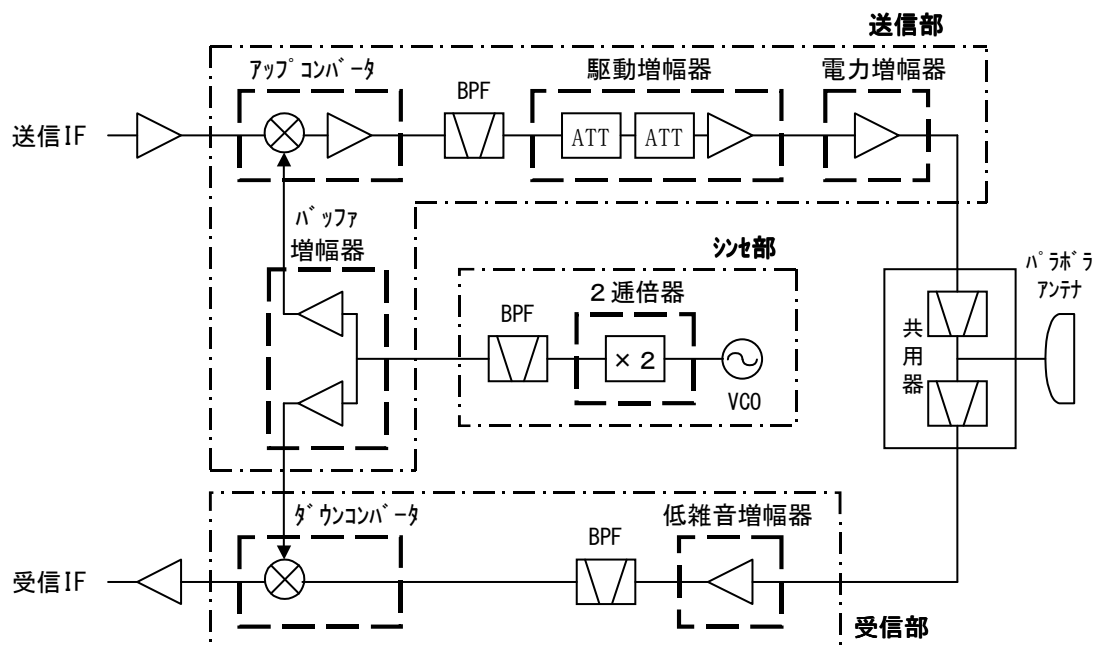 送信部
アップコンバータ
BPF
駆動増幅器
電力増幅器
送信IF
ATT
ATT
バッファ
増幅器
シンセ部
BPF
2逓倍器
×2
VCO
パラボラ
アンテナ
共
用
器
ダウンコンバータ
BPF
低雑音増幅器
受信IF
受信部